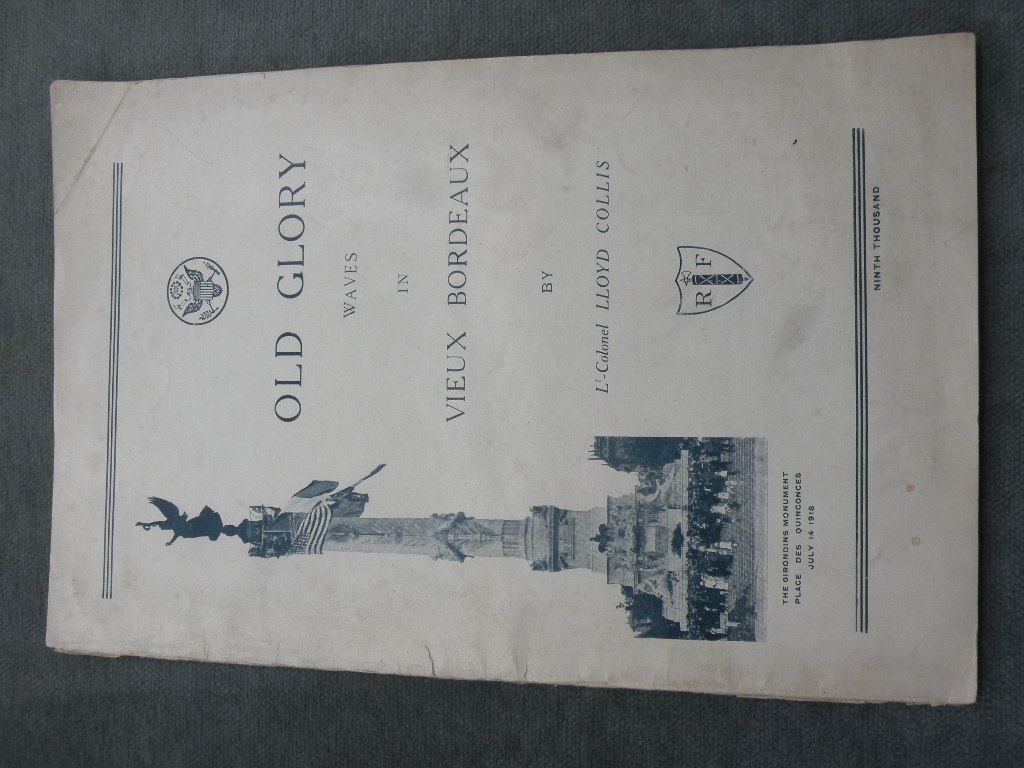 OLD GLORY
WAVES
IN
VIEUX BORDEAUX
BY
Lt-Colonel LLOYD COLLIS
R F
THE GIRONDINS MONUMENT
PLACE DES QUINCONCES
JULY 14 1918
NINTH THOUSAND